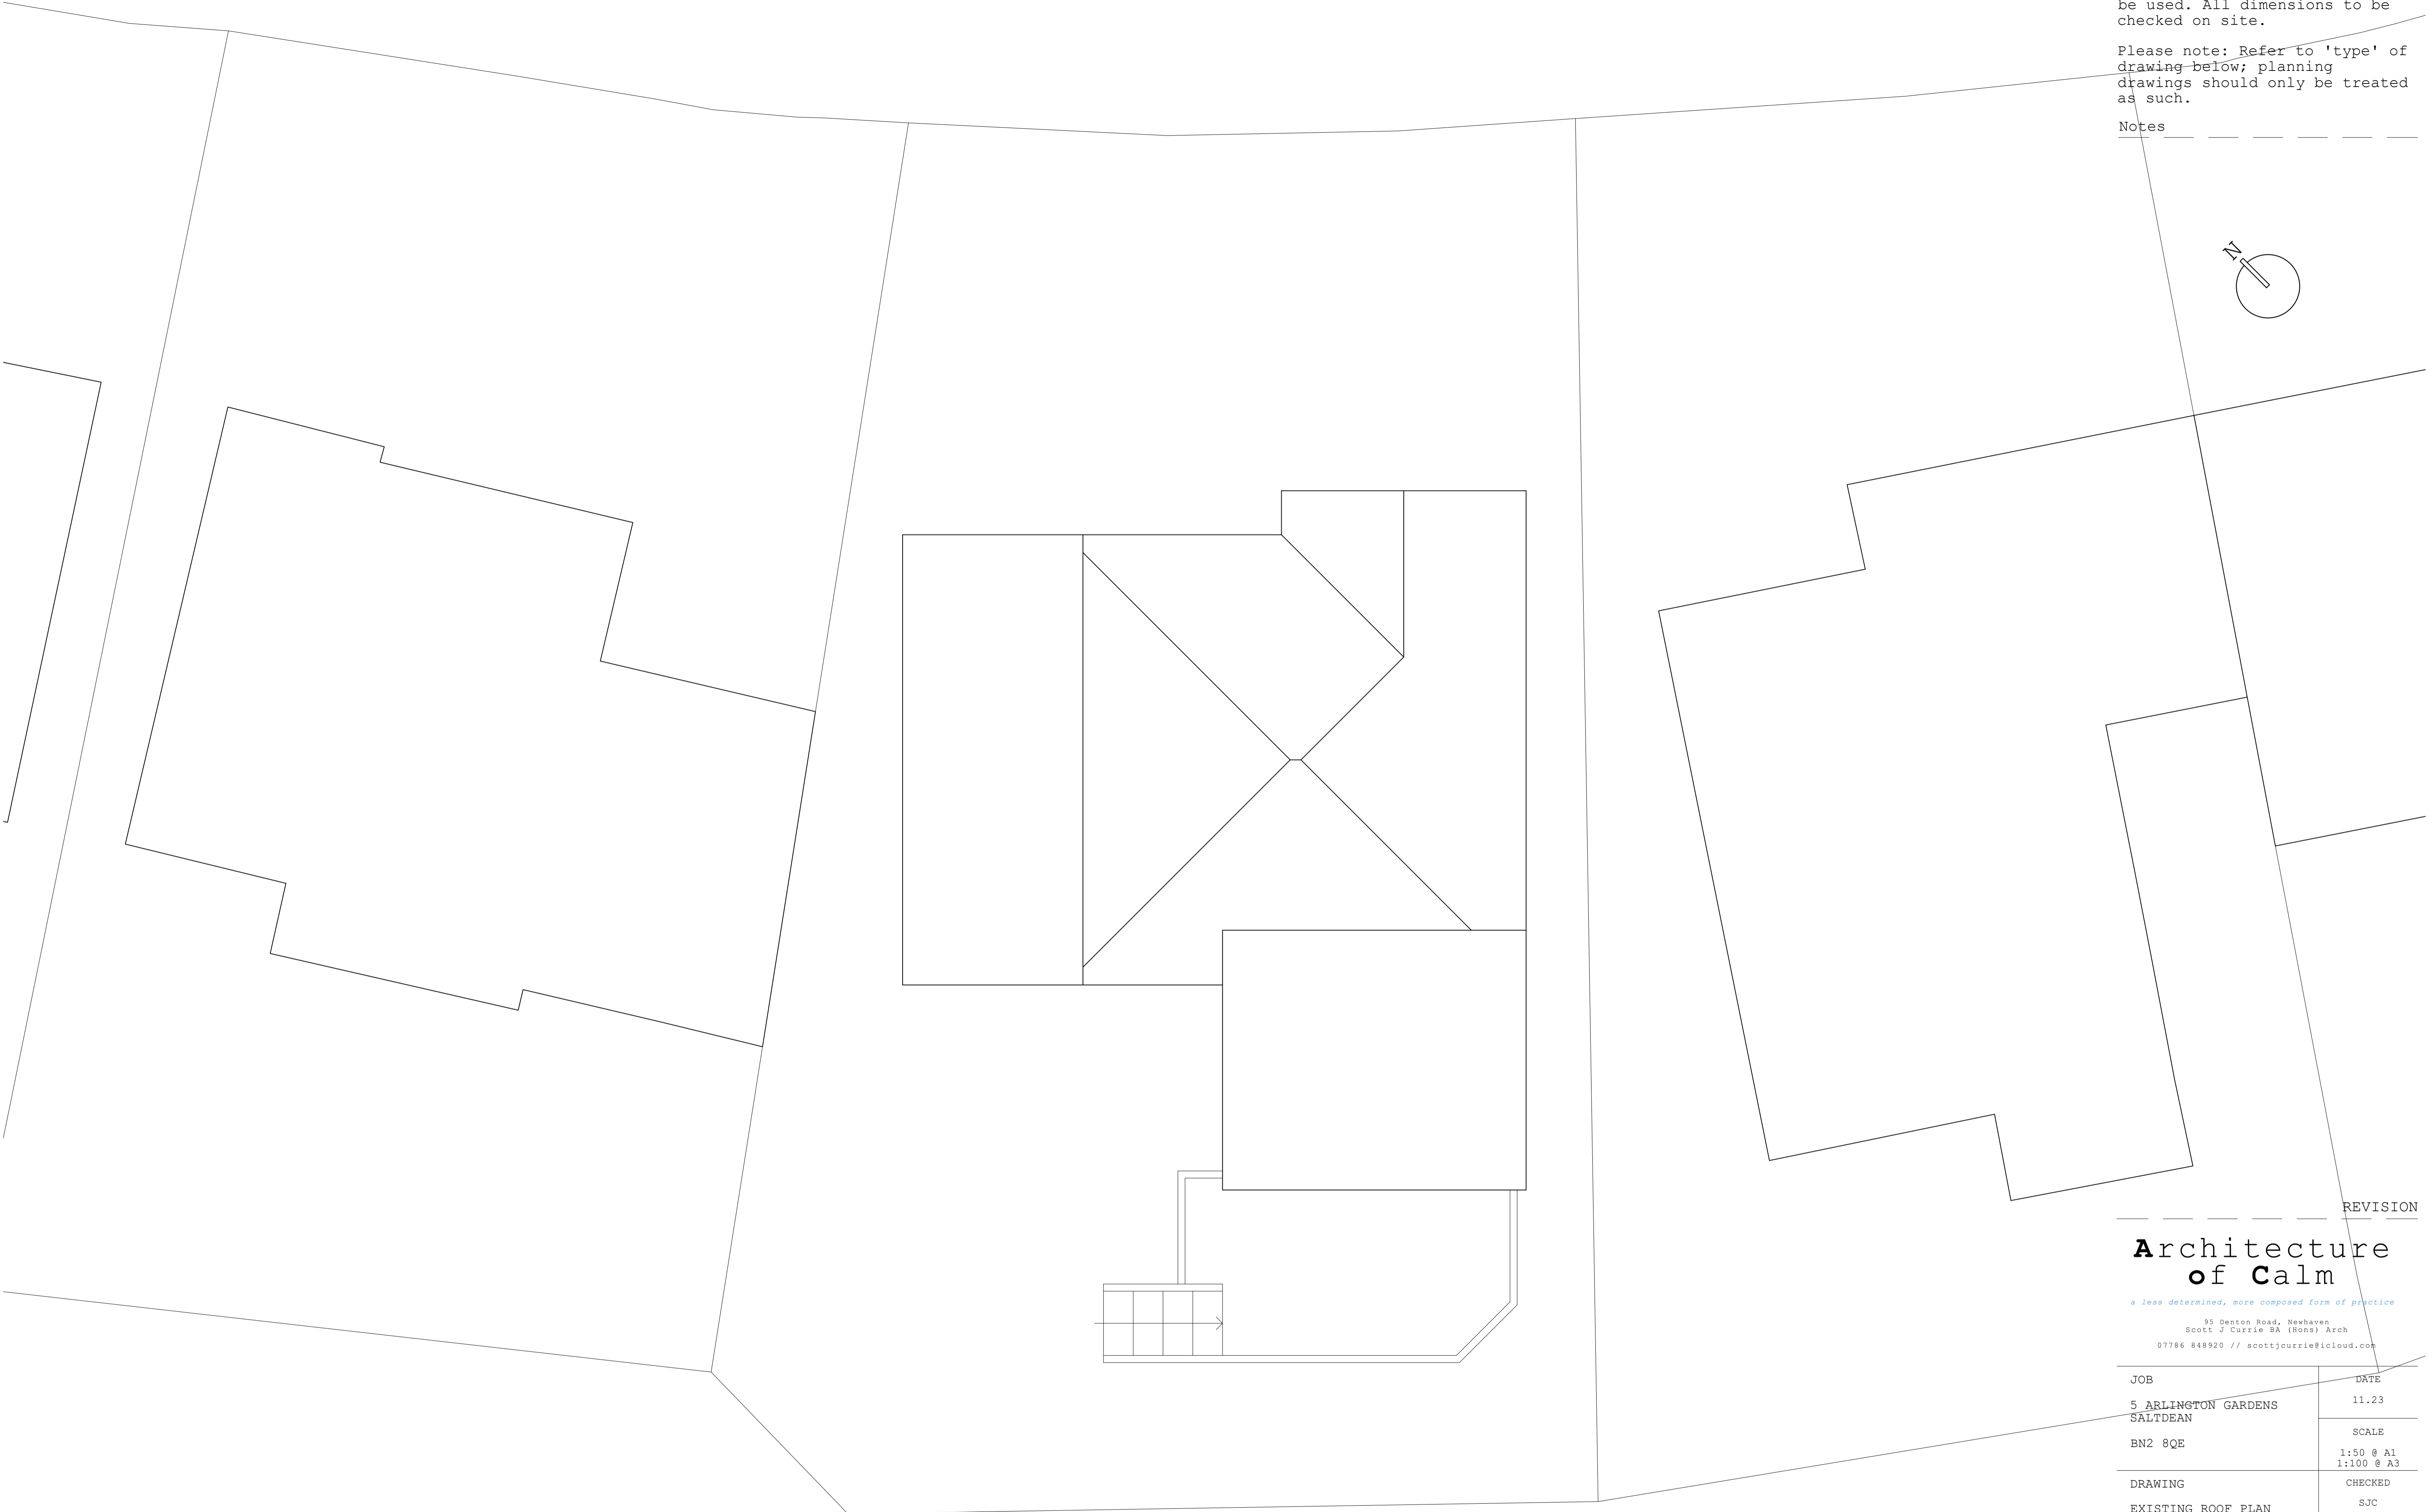 be used. All dimensions to be
checked on site.
Please note: Refer to 'type' of
drawing below; planning
drawings should only be treated
as such.
Notes
N
REVISION
Architecture
of Calm
a less determined, more composed form of practice
95 Denton Road, Newhaven
Scott J Currie BA (Hons) Arch
07786 848920 // scottjcurrie@icloud.com
JOB
5 ARLINGTON GARDENS
SALTDEAN
BN2 8QE
DATE
11.23
SCALE
1:50 @ A1
1:100 @ A3
DRAWING
EXISTING ROOF PLAN
CHECKED
SJC